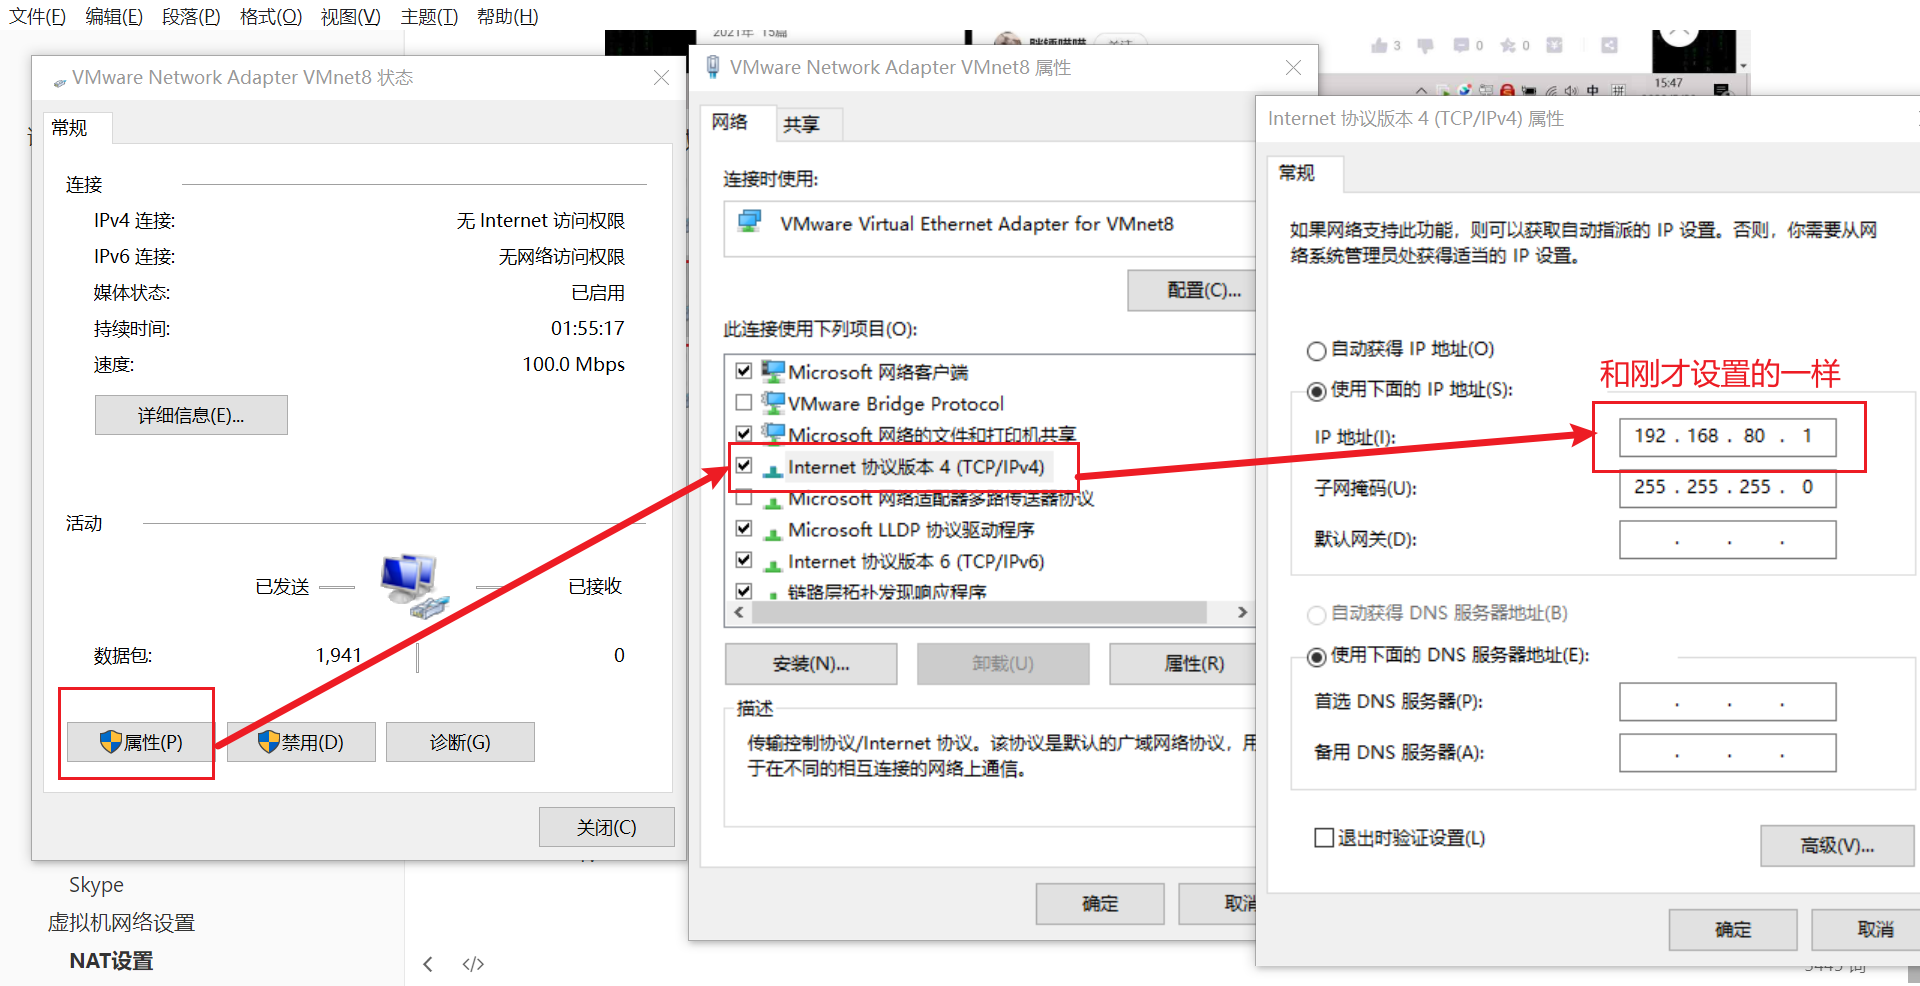 文件(F) 编辑(E) 段落(P) 格式(O) 视图(V) 主题(T) 帮助(H)
2021年 15篇
3 0 0
15:47
中 拼
VMware Network Adapter VMnet8 状态
常规
连接
IPv4 连接: 无 Internet 访问权限
IPv6 连接: 无网络访问权限
媒体状态: 已启用
持续时间: 01:55:17
速度: 100.0 Mbps
详细信息(E)...
活动
已发送 已接收
数据包: 1,941 0
属性(P) 禁用(D) 诊断(G)
关闭(C)
Skype
虚拟机网络设置
NAT设置
</>
VMware Network Adapter VMnet8 属性
网络 共享
连接时使用:
VMware Virtual Ethernet Adapter for VMnet8
配置(C)...
此连接使用下列项目(O):
Microsoft 网络客户端
VMware Bridge Protocol
Microsoft 网络的文件和打印机共享
Internet 协议版本 4 (TCP/IPv4)
Microsoft 网络适配器多路传送器协议
Microsoft LLDP 协议驱动程序
Internet 协议版本 6 (TCP/IPv6)
链路层拓扑发现响应程序
安装(N)... 卸载(U) 属性(R)
描述
传输控制协议/Internet 协议。该协议是默认的广域网络协议，用
于在不同的相互连接的网络上通信。
确定 取消
Internet 协议版本 4 (TCP/IPv4) 属性
常规
如果网络支持此功能，则可以获取自动指派的 IP 设置。否则，你需要从网
络系统管理员处获得适当的 IP 设置。
自动获得 IP 地址(O)
和刚才设置的一样
使用下面的 IP 地址(S):
IP 地址(I): 192 . 168 . 80 . 1
子网掩码(U): 255 . 255 . 255 . 0
默认网关(D): . . .
自动获得 DNS 服务器地址(B)
使用下面的 DNS 服务器地址(E):
首选 DNS 服务器(P): . . .
备用 DNS 服务器(A): . . .
退出时验证设置(L)
高级(V)...
确定 取消